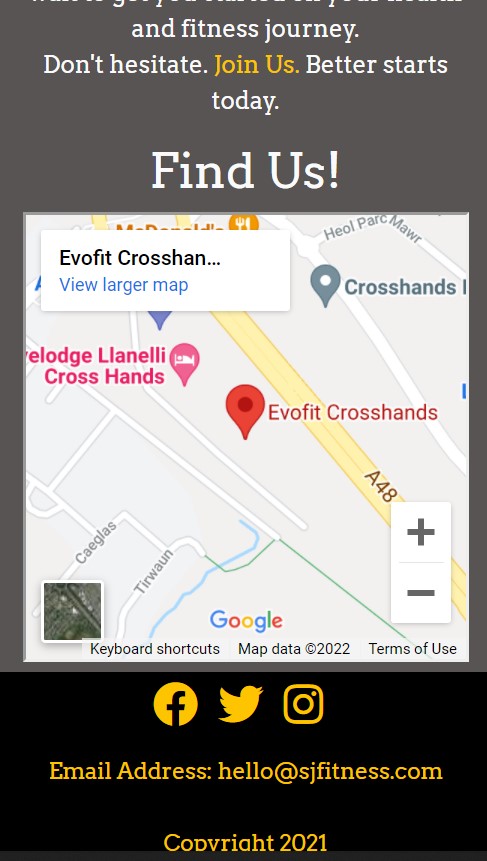 and fitness journey.
Don't hesitate. Join Us. Better starts
today.
Find Us!
McDonald's
Heol Parc Mawr
Evofit Crosshan...
View larger map
Crosshands
velodge Llanelli
Cross Hands
Evofit Crosshands
A48
Caeglas
Tirwaun
Google
Keyboard shortcuts
Map data ©2022
Terms of Use
Email Address: hello@sjfitness.com
Copyright 2021